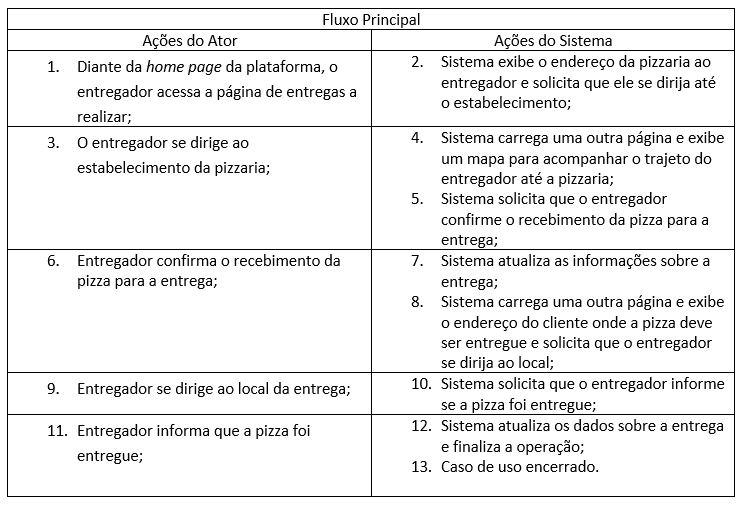 Fluxo Principal
Ações do Ator
Ações do Sistema
1. Diante da home page da plataforma, o
entregador acessa a página de entregas a
realizar;
2. Sistema exibe o endereço da pizzaria ao
entregador e solicita que ele se dirija até
o estabelecimento;
3. O entregador se dirige ao
estabelecimento da pizzaria;
4. Sistema carrega uma outra página e exibe
um mapa para acompanhar o trajeto do
entregador até a pizzaria;
5. Sistema solicita que o entregador
confirme o recebimento da pizza para a
entrega;
6. Entregador confirma o recebimento da
pizza para a entrega;
7. Sistema atualiza as informações sobre a
entrega;
8. Sistema carrega uma outra página e exibe
o endereço do cliente onde a pizza deve
ser entregue e solicita que o entregador
se dirija ao local;
9. Entregador se dirige ao local da entrega;
10. Sistema solicita que o entregador informe
se a pizza foi entregue;
11. Entregador informa que a pizza foi
entregue;
12. Sistema atualiza os dados sobre a entrega
e finaliza a operação;
13. Caso de uso encerrado.